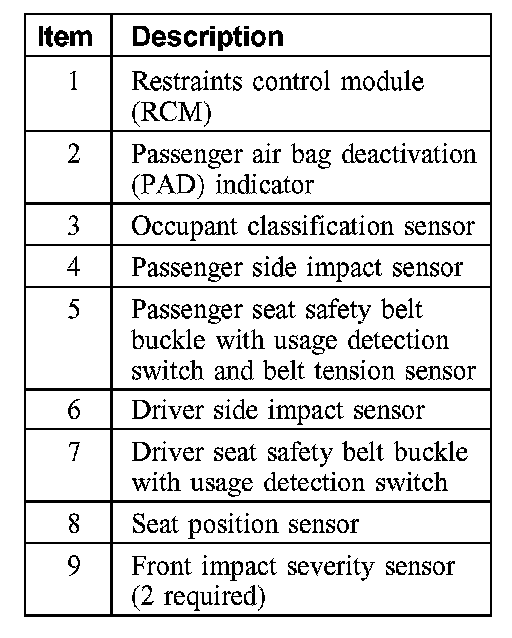 Item Description
1 Restraints control module
(RCM)
2 Passenger air bag deactivation
(PAD) indicator
3 Occupant classification sensor
4 Passenger side impact sensor
5 Passenger seat safety belt
buckle with usage detection
switch and belt tension sensor
6 Driver side impact sensor
7 Driver seat safety belt buckle
with usage detection switch
8 Seat position sensor
9 Front impact severity sensor
(2 required)